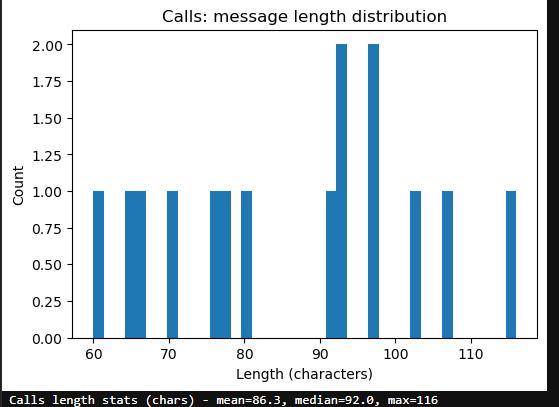 Calls: message length distribution
2.00
1.75
1.50
1.25
1.00
0.75
0.50
0.25
0.00
Count
60 70 80 90 100 110
Length (characters)
Calls length stats (chars) - mean=86.3, median=92.0, max=116